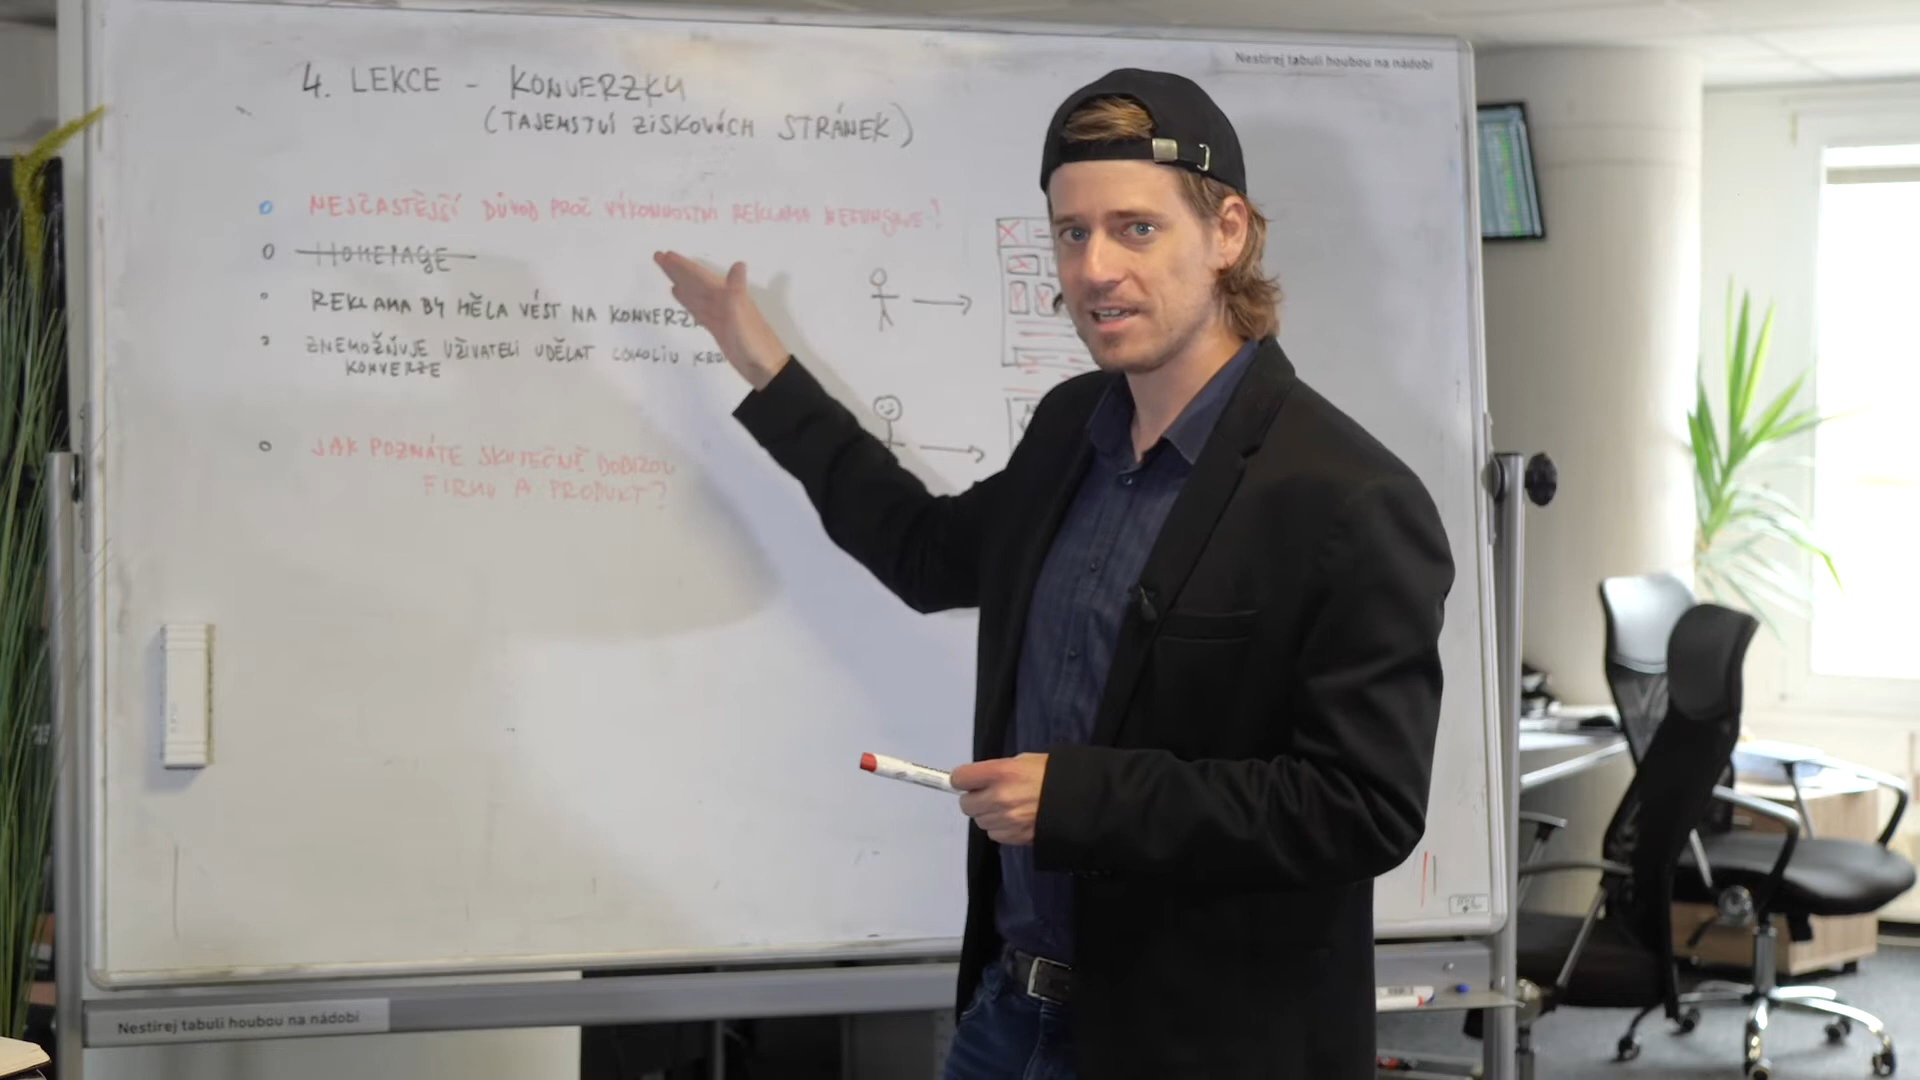 Nestírej tabuli houbou na nádobí
4. LEKCE - KONVERZKY
(TAJEMSTVÍ ZISKOVÝCH STRÁNEK)
NEJČASTĚJŠÍ DŮVOD PROČ VÝKONNOSTNÍ REKLAMA NEFUNGUJE?
HOMEPAGE
REKLAMA BY MĚLA VÉST NA KONVERZ
ZNEMOŽŇUJE UŽIVATELI UDĚLAT COKOLIV KRO
KONVERZE
JAK POZNÁTE SKUTEČNĚ DOBROU
FIRMU A PRODUKT?
Nestírej tabuli houbou na nádobí